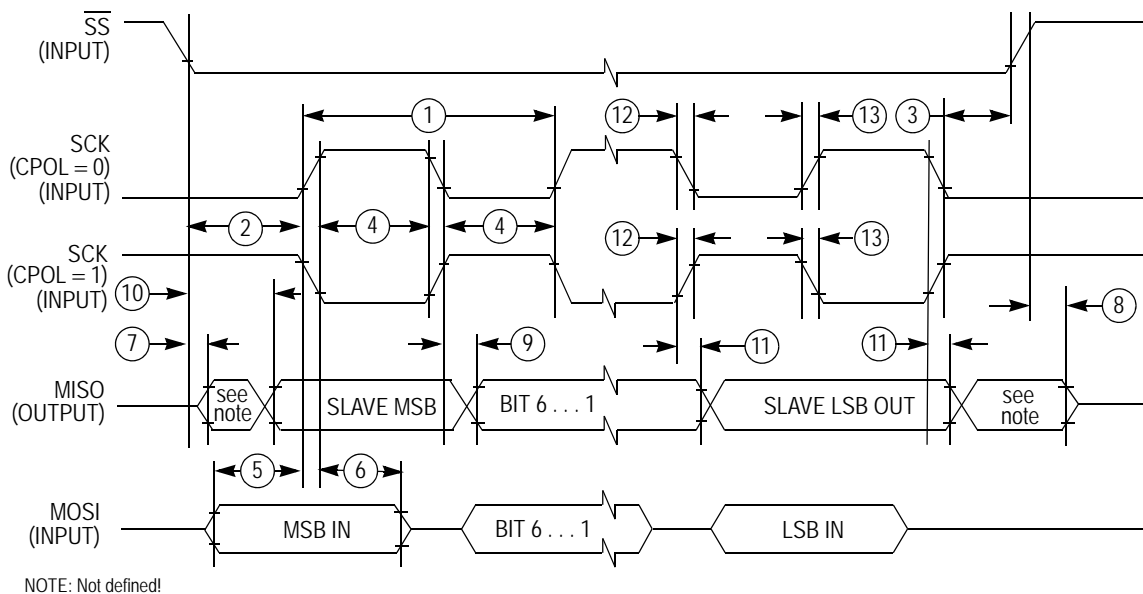 SS
(INPUT)
1
12
13
3
SCK
(CPOL = 0)
(INPUT)
2
4
4
12
13
SCK
(CPOL = 1)
(INPUT)
10
8
7
9
11
11
MISO
(OUTPUT)
see
note
SLAVE MSB
BIT 6 . . . 1
SLAVE LSB OUT
see
note
5
6
MOSI
(INPUT)
MSB IN
BIT 6 . . . 1
LSB IN
NOTE: Not defined!